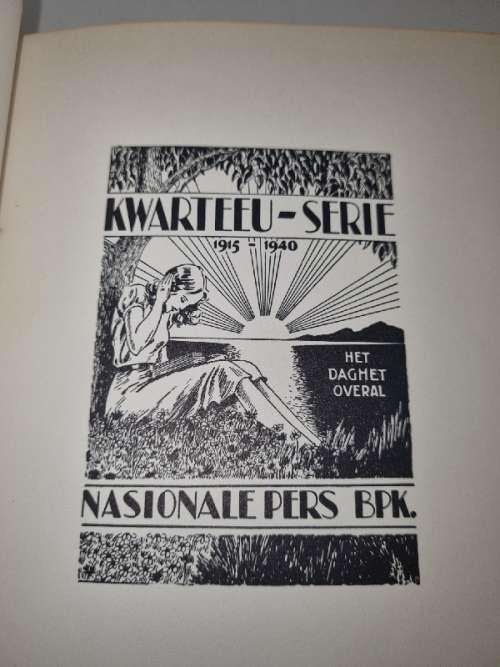 KWARTEEU-SERIE
1915 - 1940
HET
DAGHET
OVERAL
NASIONALE PERS BPK.